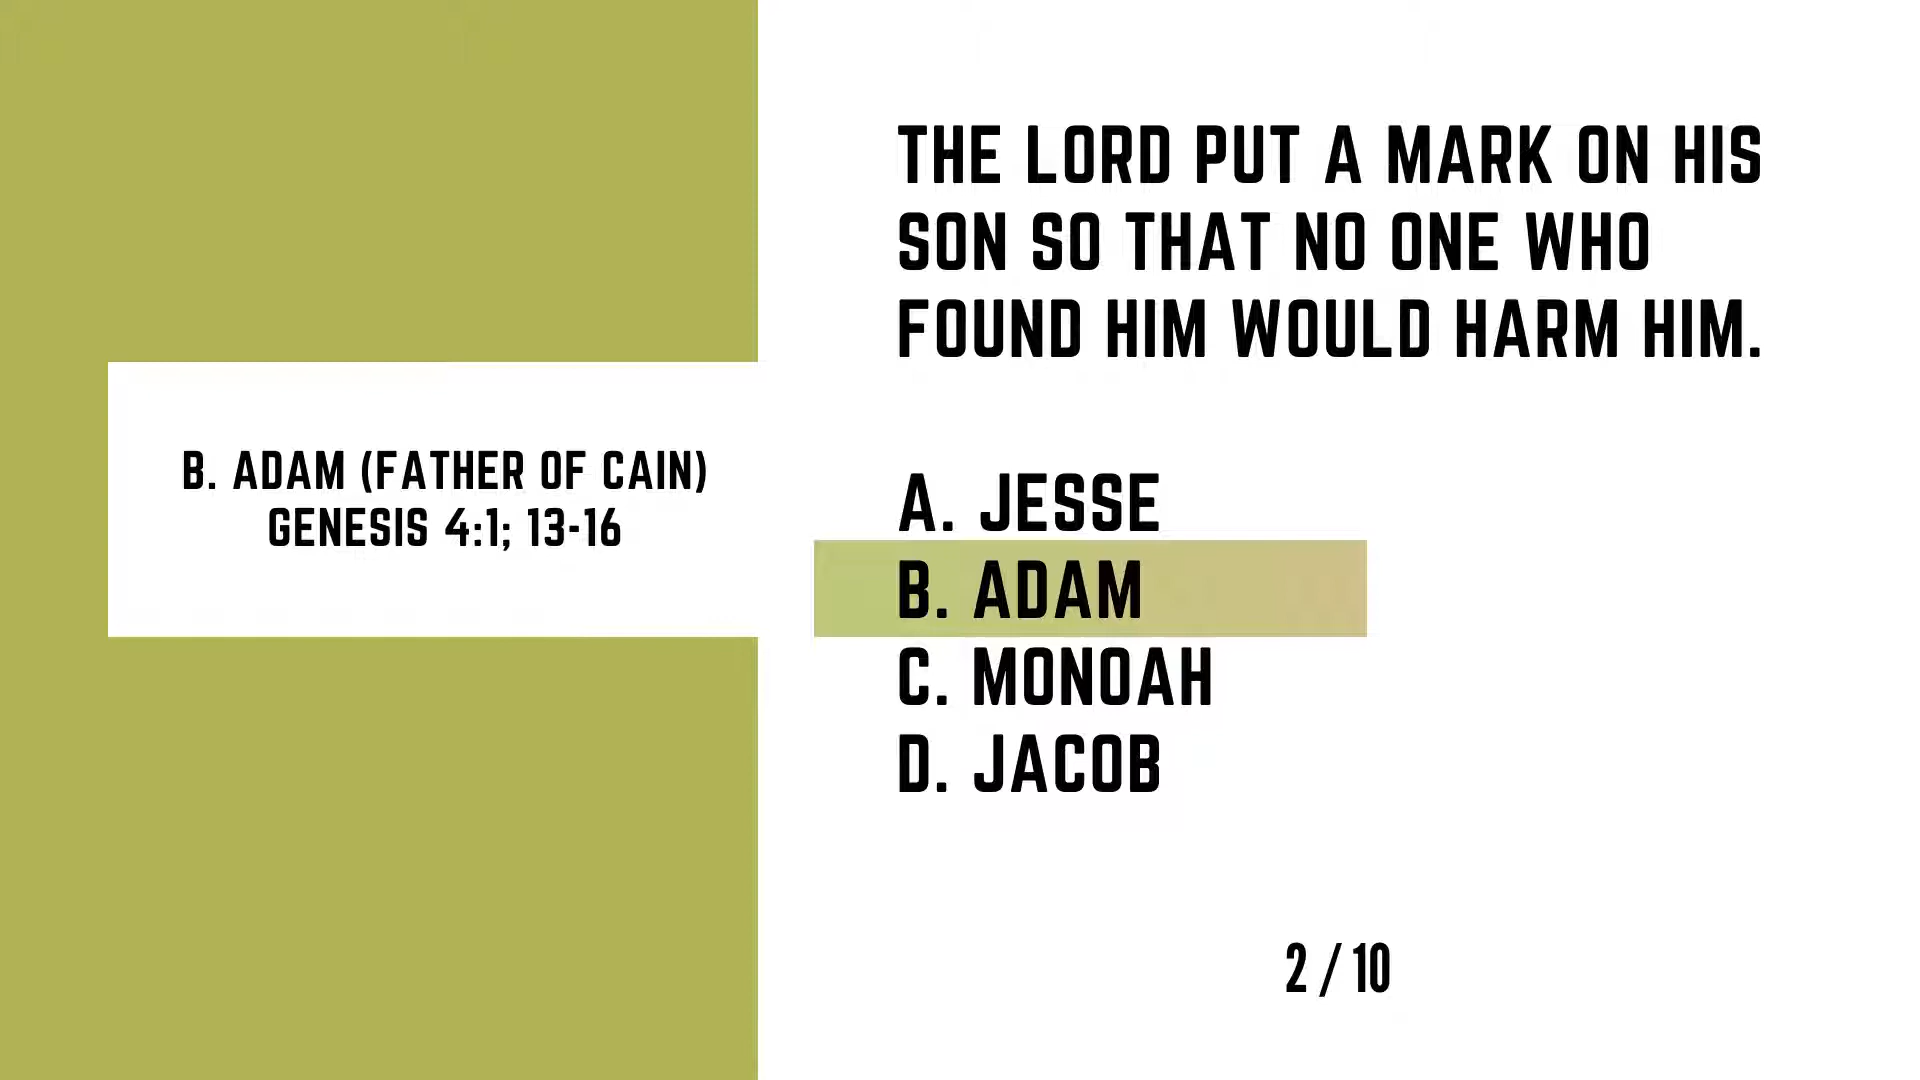 B. ADAM (FATHER OF CAIN)
GENESIS 4:1; 13-16
THE LORD PUT A MARK ON HIS
SON SO THAT NO ONE WHO
FOUND HIM WOULD HARM HIM.
A. JESSE
B. ADAM
C. MONOAH
D. JACOB
2 / 10